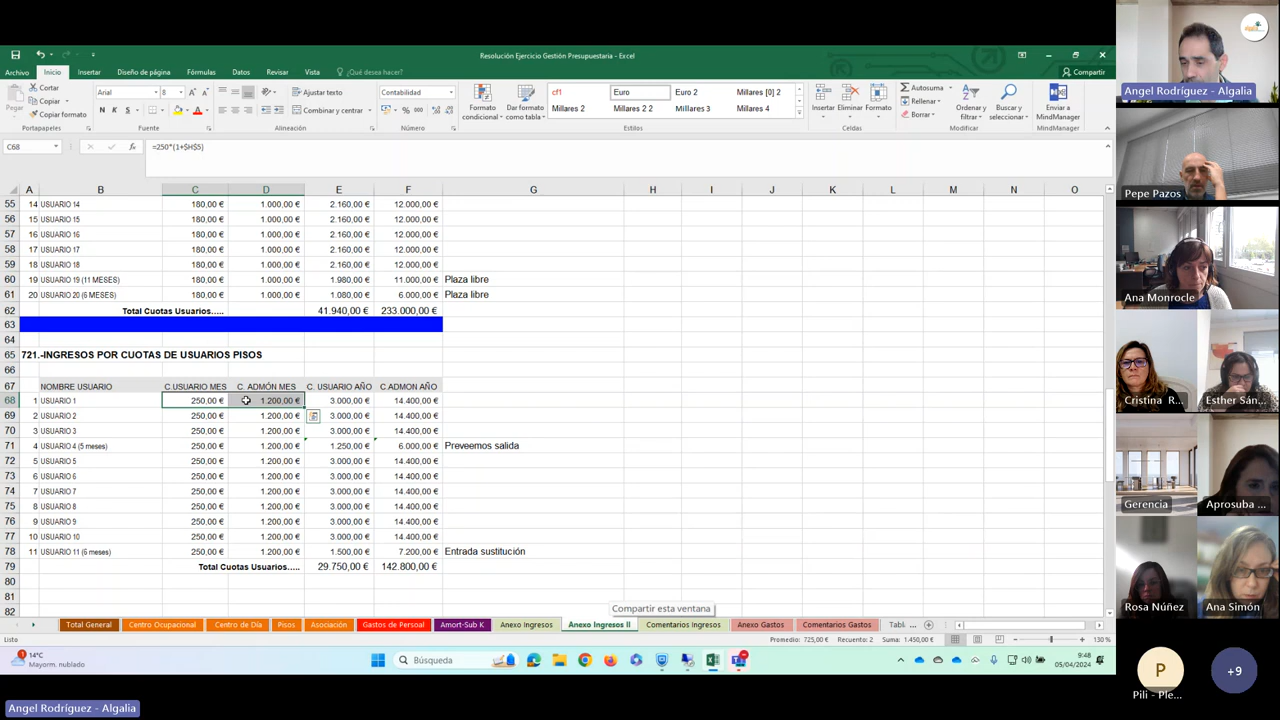 Resolución Ejercicio Gestión Presupuestaria - Excel
Archivo Inicio Insertar Diseño de página Fórmulas Datos Revisar Vista ¿Qué desea hacer? Compartir
Cortar
Copiar
Copiar formato
Pegar
Portapapeles
Arial 8
N K S
Fuente
Ajustar texto
Combinar y centrar
Alineación
Contabilidad
Número
Formato condicional
Dar formato como tabla
cf1 Euro Euro 2 Millares [0] 2
Millares 2 Millares 2 2 Millares 3 Millares 4
Estilos
Insertar Eliminar Formato
Celdas
Autosuma
Rellenar
Borrar
Ordenar y filtrar
Buscar y seleccionar
Modificar
Enviar a MindManager
MindManager
C68 fx =250*(1+$H$5)
A B C D E F G H I J K L M N O
55 14 USUARIO 14 180,00 € 1.000,00 € 2.160,00 € 12.000,00 €
56 15 USUARIO 15 180,00 € 1.000,00 € 2.160,00 € 12.000,00 €
57 16 USUARIO 16 180,00 € 1.000,00 € 2.160,00 € 12.000,00 €
58 17 USUARIO 17 180,00 € 1.000,00 € 2.160,00 € 12.000,00 €
59 18 USUARIO 18 180,00 € 1.000,00 € 2.160,00 € 12.000,00 €
60 19 USUARIO 19 (11 MESES) 180,00 € 1.000,00 € 1.980,00 € 11.000,00 € Plaza libre
61 20 USUARIO 20 (6 MESES) 180,00 € 1.000,00 € 1.080,00 € 6.000,00 € Plaza libre
62 Total Cuotas Usuarios..... 41.940,00 € 233.000,00 €
63
64
65 721.-INGRESOS POR CUOTAS DE USUARIOS PISOS
66
67 NOMBRE USUARIO C.USUARIO MES C. ADMÓN MES C. USUARIO AÑO C.ADMON AÑO
68 1 USUARIO 1 250,00 € 1.200,00 € 3.000,00 € 14.400,00 €
69 2 USUARIO 2 250,00 € 1.200,00 € 3.000,00 € 14.400,00 €
70 3 USUARIO 3 250,00 € 1.200,00 € 3.000,00 € 14.400,00 €
71 4 USUARIO 4 (5 meses) 250,00 € 1.200,00 € 1.250,00 € 6.000,00 € Preveemos salida
72 5 USUARIO 5 250,00 € 1.200,00 € 3.000,00 € 14.400,00 €
73 6 USUARIO 6 250,00 € 1.200,00 € 3.000,00 € 14.400,00 €
74 7 USUARIO 7 250,00 € 1.200,00 € 3.000,00 € 14.400,00 €
75 8 USUARIO 8 250,00 € 1.200,00 € 3.000,00 € 14.400,00 €
76 9 USUARIO 9 250,00 € 1.200,00 € 3.000,00 € 14.400,00 €
77 10 USUARIO 10 250,00 € 1.200,00 € 3.000,00 € 14.400,00 €
78 11 USUARIO 11 (6 meses) 250,00 € 1.200,00 € 1.500,00 € 7.200,00 € Entrada sustitución
79 Total Cuotas Usuarios..... 29.750,00 € 142.800,00 €
80
81
82
Compartir esta ventana
Total General Centro Ocupacional Centro de Día Pisos Asociación Gastos de Persoal Amort-Sub K Anexo Ingresos Anexo Ingresos II Comentarios Ingresos Anexo Gastos Comentarios Gastos Tabl ...
Listo Promedio: 725,00 € Recuento: 2 Suma: 1.450,00 € 130 %
14°C
Mayorm. nublado
Búsqueda
9:48
05/04/2024
Angel Rodríguez - Algalia
Angel Rodríguez - Algalia
Pepe Pazos
Ana Monrocle
Cristina R...
Esther Sán...
Gerencia
Aprosuba ...
Rosa Núñez
Ana Simón
P
Pili - Ple...
+9